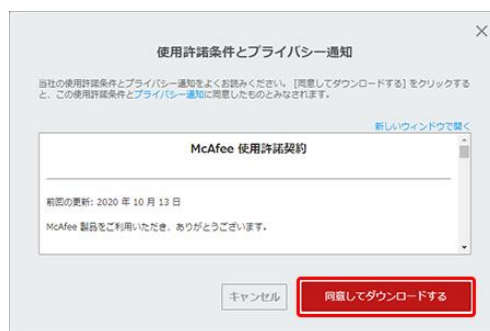 使用許諾条件とプライバシー通知
当社の使用許諾条件とプライバシー通知をよくお読みください。 [同意してダウンロードする] をクリックする
と、この使用許諾条件とプライバシー通知に同意したものとみなされます。
新しいウィンドウで開く
McAfee 使用許諾契約
前回の更新: 2020 年 10 月 13 日
McAfee 製品をご利用いただき、ありがとうございます。
キャンセル
同意してダウンロードする